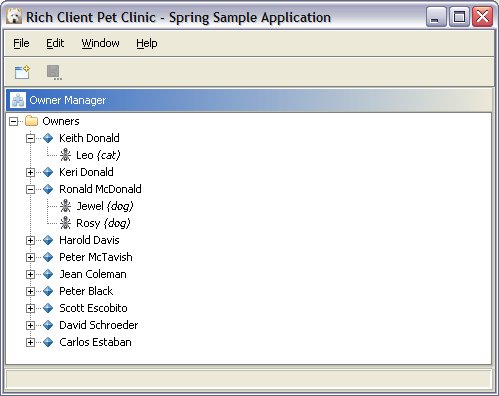 Rich Client Pet Clinic - Spring Sample Application
File Edit Window Help
Owner Manager
Owners
Keith Donald
Leo (cat)
Keri Donald
Ronald McDonald
Jewel (dog)
Rosy (dog)
Harold Davis
Peter McTavish
Jean Coleman
Peter Black
Scott Escobito
David Schroeder
Carlos Estaban